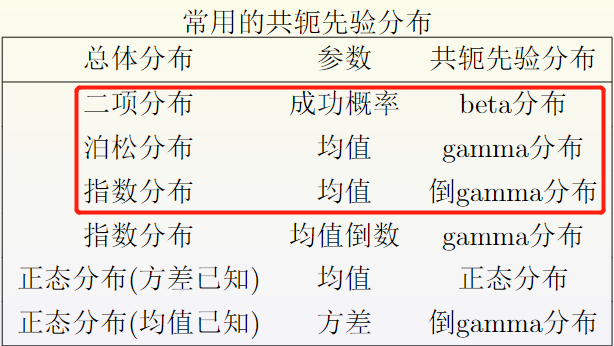 常用的共轭先验分布
总体分布 参数 共轭先验分布
二项分布 成功概率 beta分布
泊松分布 均值 gamma分布
指数分布 均值 倒gamma分布
指数分布 均值倒数 gamma分布
正态分布(方差已知) 均值 正态分布
正态分布(均值已知) 方差 倒gamma分布